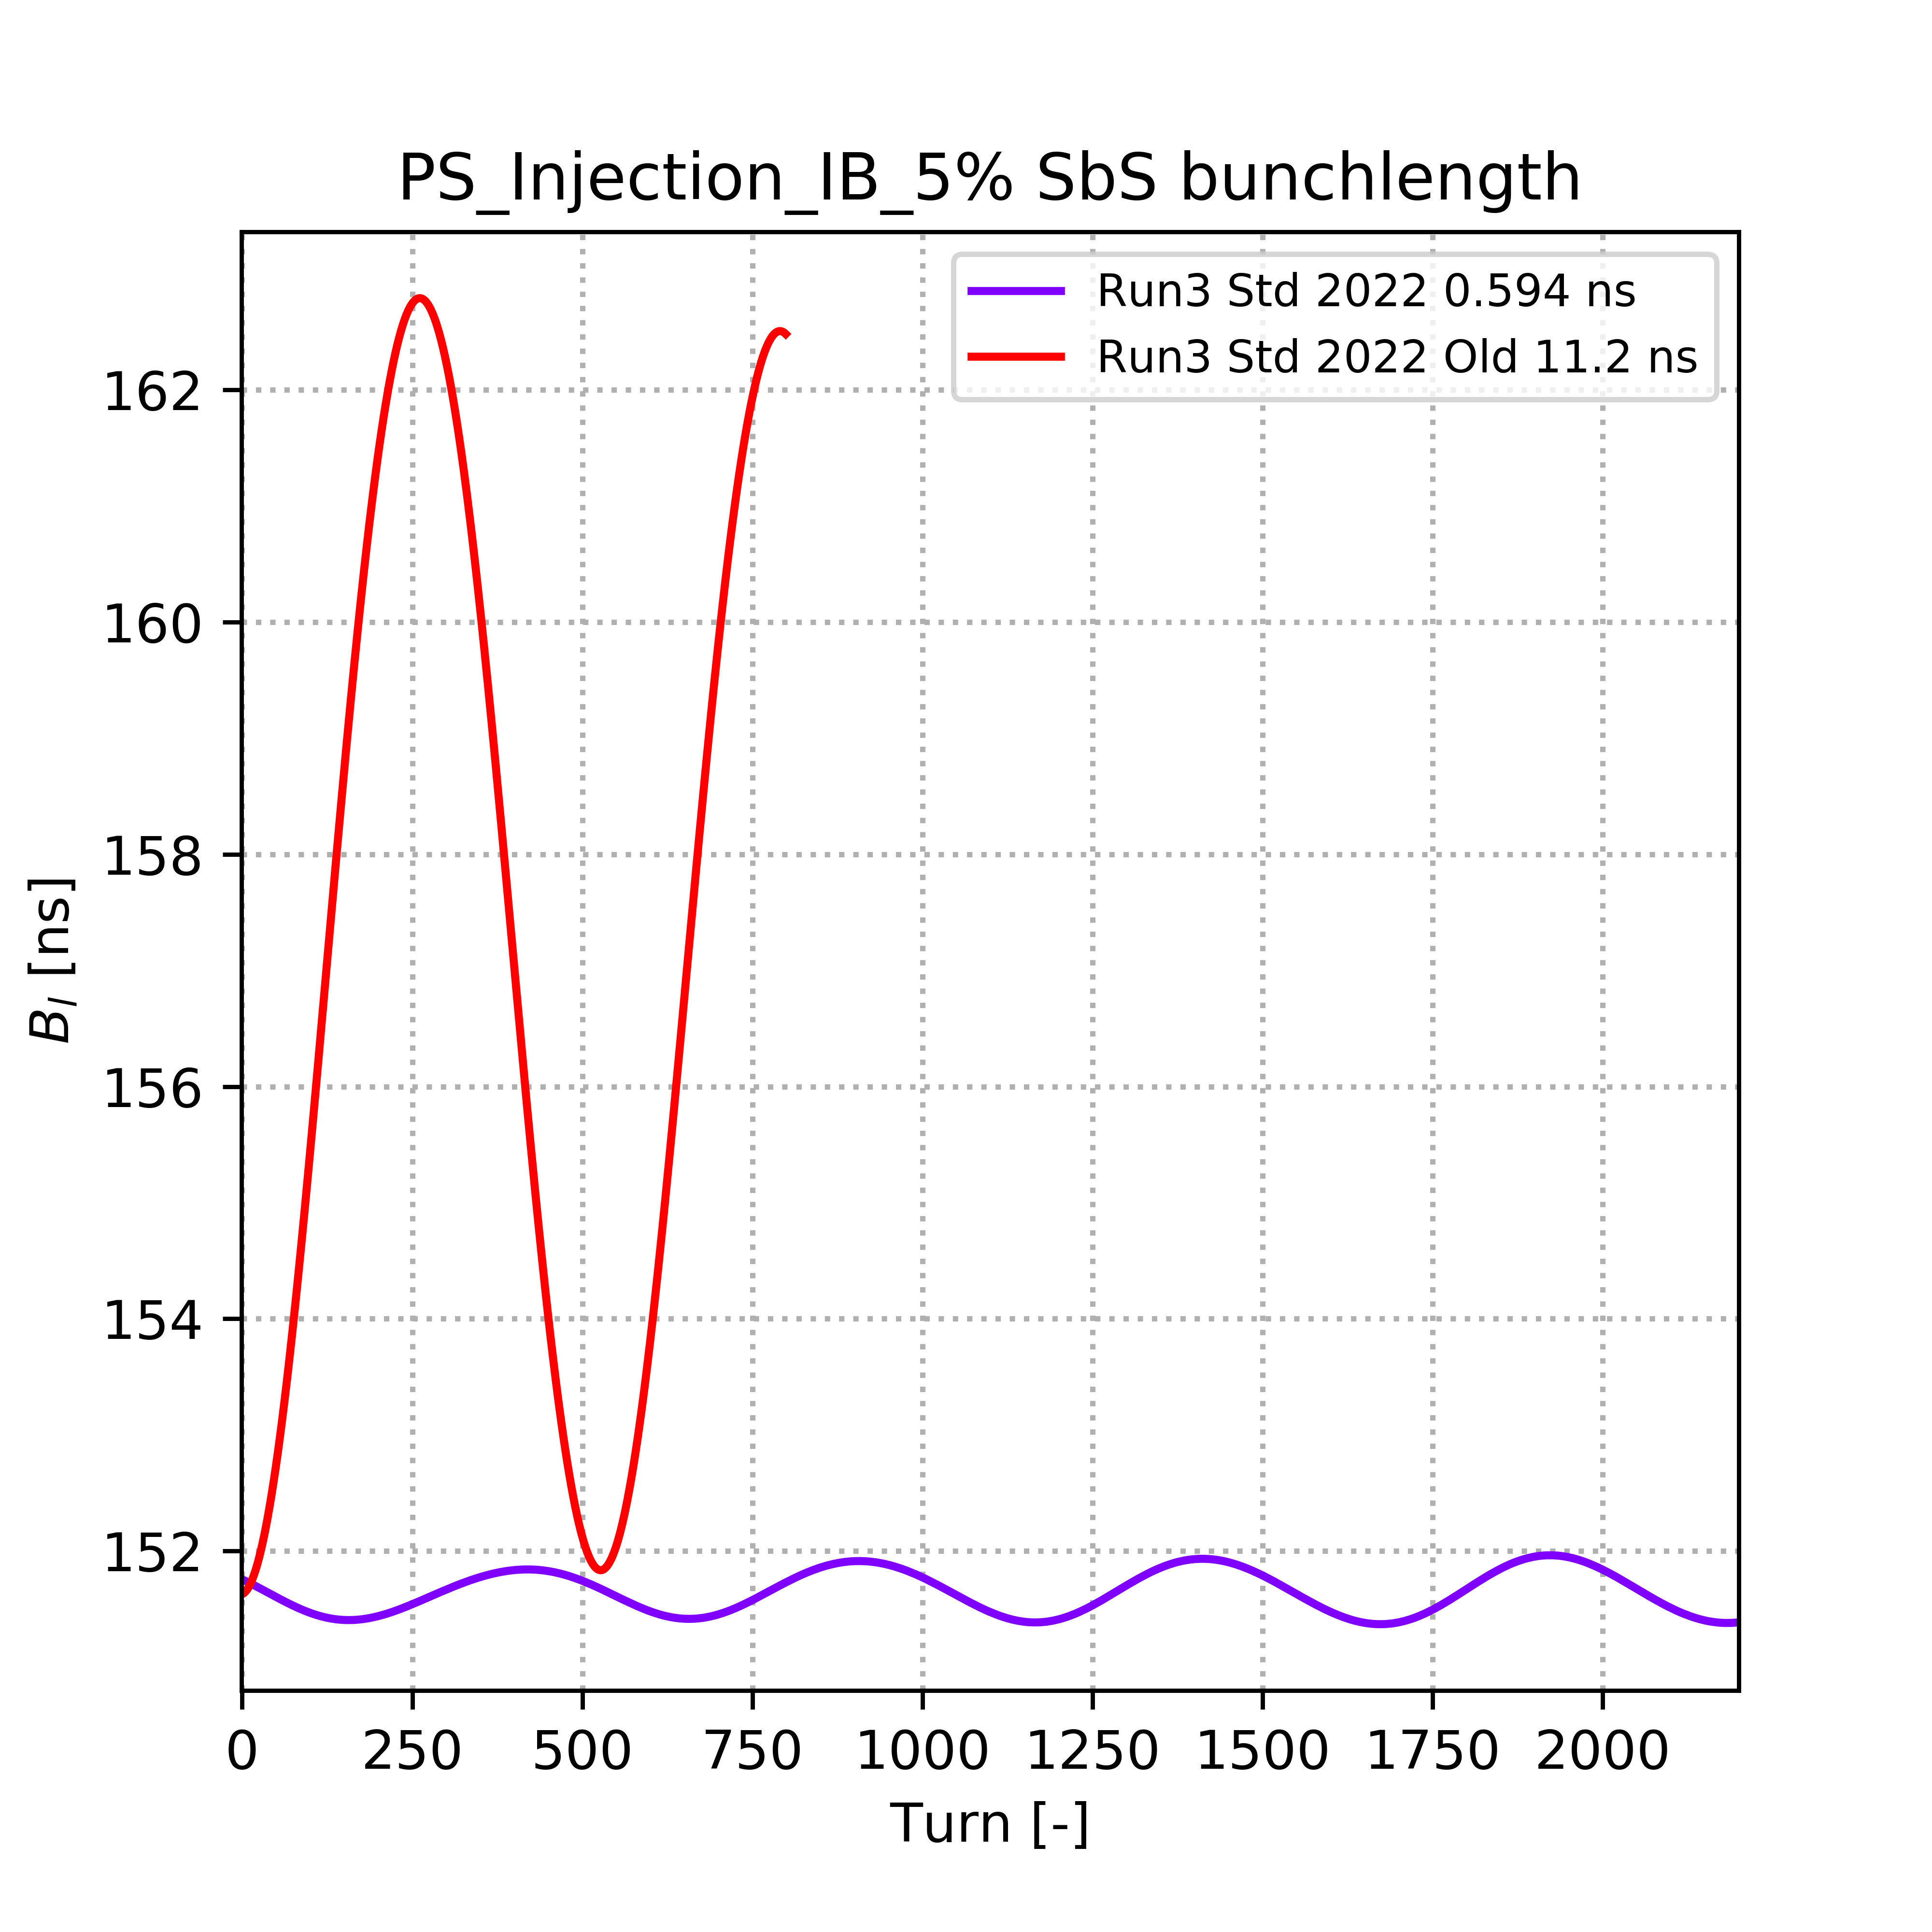 PS_Injection_IB_5% SbS bunchlength
Run3 Std 2022 0.594 ns
Run3 Std 2022 Old 11.2 ns
162
160
158
156
154
152
B_l [ns]
0 250 500 750 1000 1250 1500 1750 2000
Turn [-]